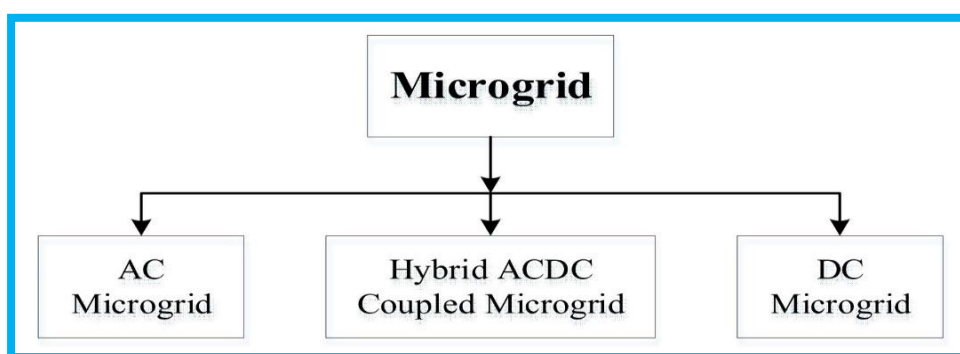 Microgrid
AC
Microgrid
Hybrid ACDC
Coupled Microgrid
DC
Microgrid